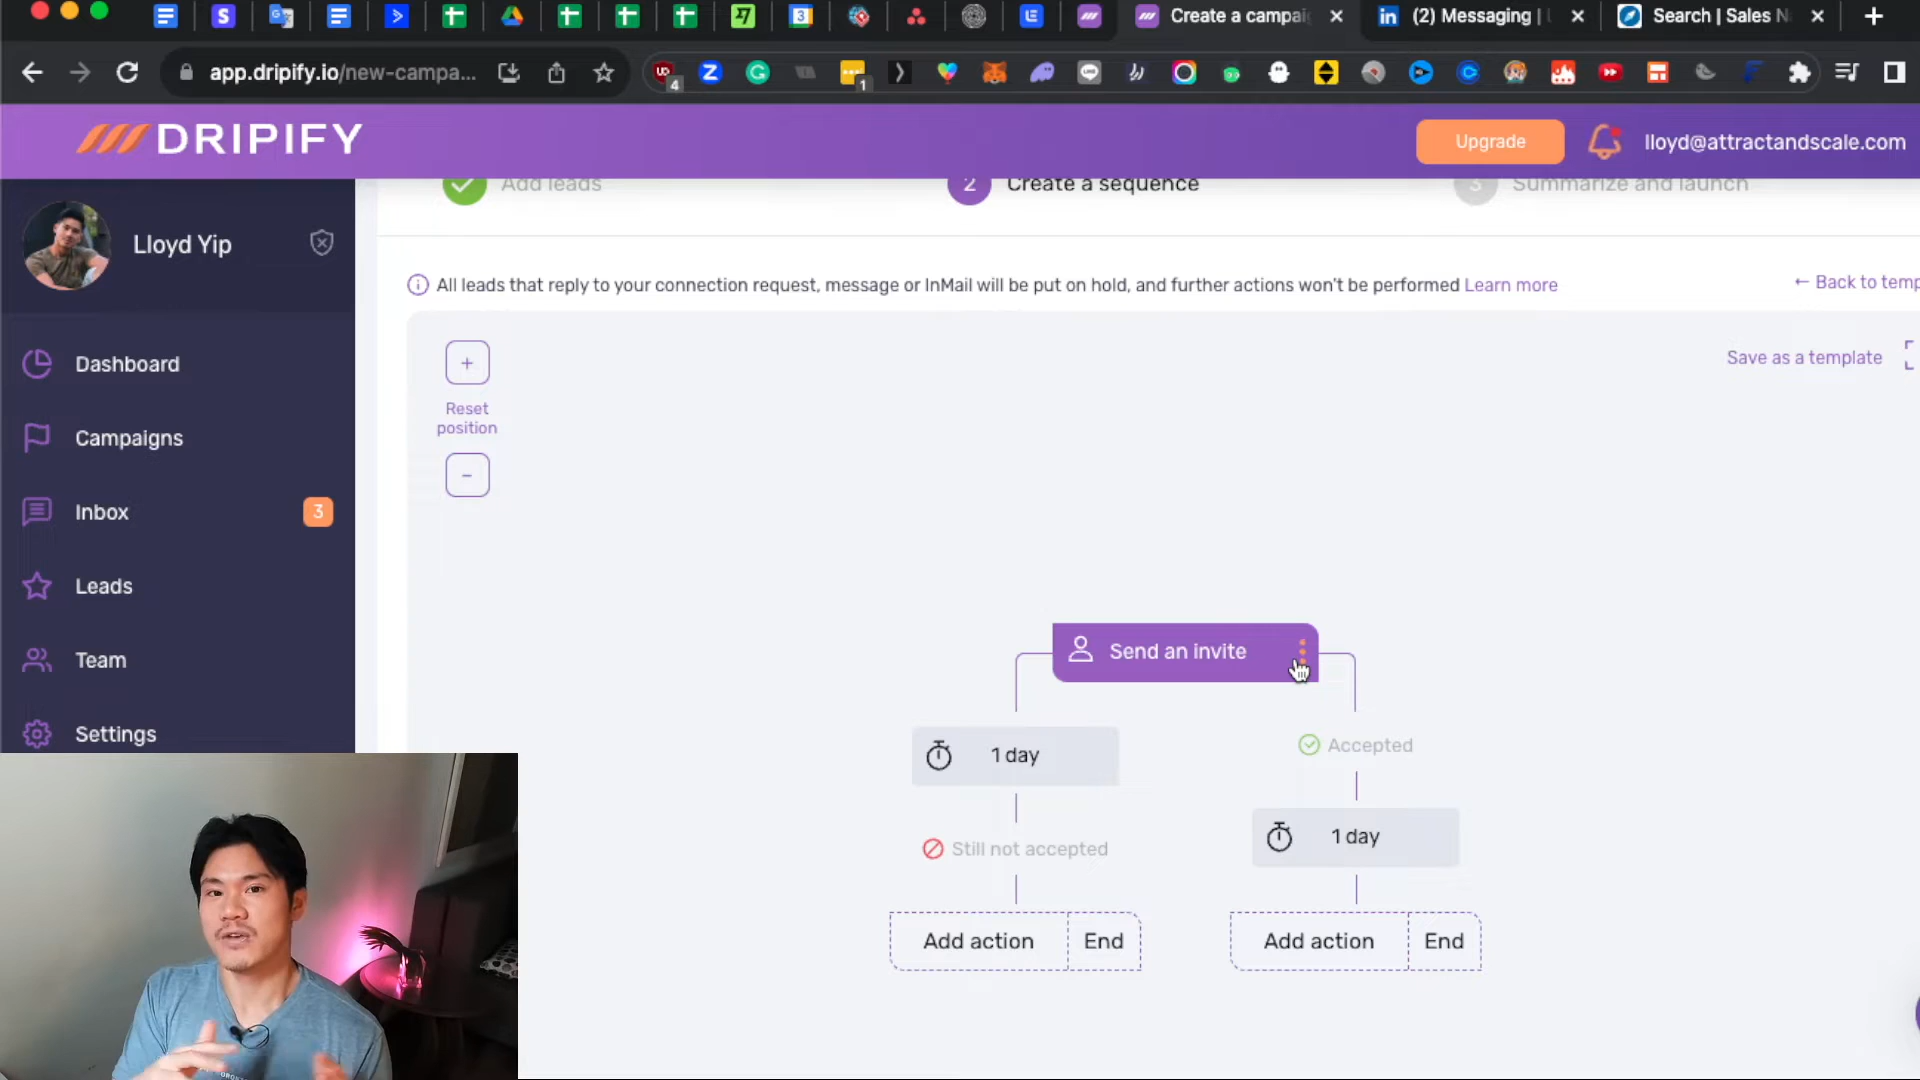 Create a campai
(2) Messaging |
Search | Sales N
app.dripify.io/new-campa...
4
1
DRIPIFY
Upgrade
lloyd@attractandscale.com
Lloyd Yip
Add leads
2
Create a sequence
3
Summarize and launch
All leads that reply to your connection request, message or InMail will be put on hold, and further actions won't be performed Learn more
← Back to temp
Save as a template
+
Reset
position
-
Dashboard
Campaigns
Inbox
3
Leads
Team
Settings
Send an invite
1 day
Accepted
Still not accepted
1 day
Add action
End
Add action
End